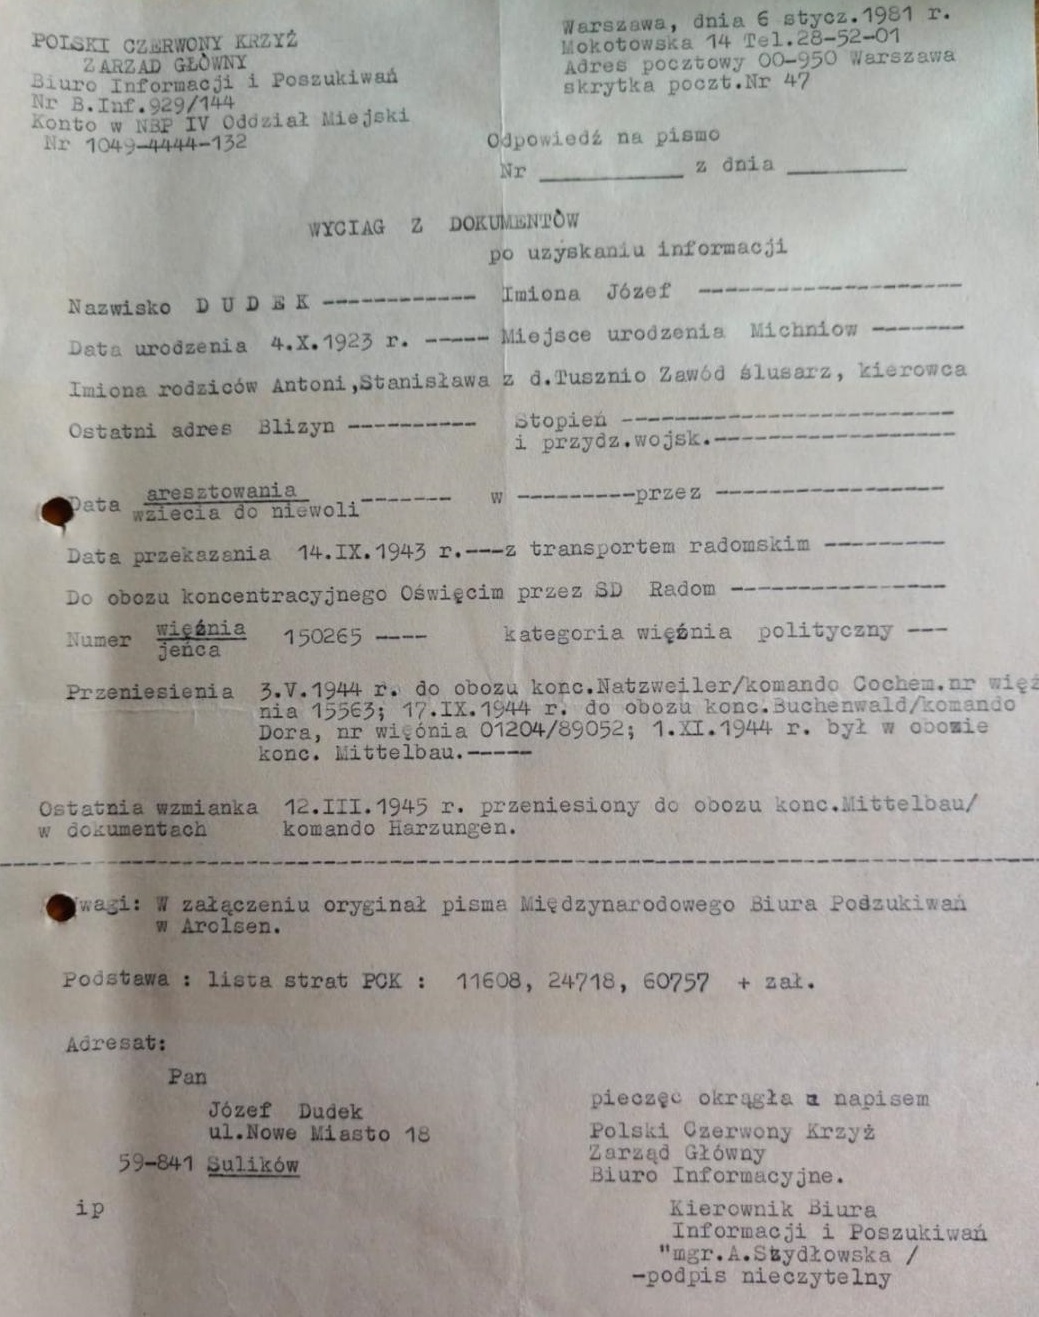 POLSKI CZERWONY KRZYŻ
ZARZAD GŁÓWNY
Biuro Informacji i Poszukiwań
Nr B.Inf.929/144
Konto w NBP IV Oddział Miejski
Nr 1049-4444-132
Warszawa, dnia 6 stycz.1981 r.
Mokotowska 14 Tel.28-52-01
Adres pocztowy 00-950 Warszawa
skrytka poczt.Nr 47
Odpowiedź na pismo
Nr __________ z dnia ________
WYCIAG Z DOKUMENTÓW
po uzyskaniu informacji
Nazwisko D U D E K ------------ Imiona Józef -------------------
Data urodzenia 4.X.1923 r. ----- Miejsce urodzenia Michniow -------
Imiona rodziców Antoni,Stanisława z d.Tusznio Zawód ślusarz, kierowca
Ostatni adres Blizyn ---------- Stopień ------------------------
i przydz.wojsk.------------------
Data aresztowania ------- w ---------przez -----------------
wziecia do niewoli
Data przekazania 14.IX.1943 r.---z transportem radomskim ---------
Do obozu koncentracyjnego Oświęcim przez SD Radom ----------------
Numer więźnia 150265 ---- kategoria więźnia polityczny ---
jeńca
Przeniesienia 3.V.1944 r. do obozu konc.Natzweiler/komando Cochem.nr więź
nia 15563; 17.IX.1944 r. do obozu konc.Buchenwald/komando
Dora, nr więónia 01204/89052; 1.XI.1944 r. był w obozie
konc. Mittelbau.-----
Ostatnia wzmianka 12.III.1945 r. przeniesiony do obozu konc.Mittelbau/
w dokumentach komando Harzungen.
Uwagi: W załączeniu oryginał pisma Międzynarodowego Biura Podzukiwań
w Arolsen.
Podstawa : lista strat PCK : 11608, 24718, 60757 + zał.
Adresat:
Pan
Józef Dudek
ul.Nowe Miasto 18
59-841 Sulików
ip
pieczęć okrągła z napisem
Polski Czerwony Krzyż
Zarząd Główny
Biuro Informacyjne.
Kierownik Biura
Informacji i Poszukiwań
"mgr.A.Szydłowska /
-podpis nieczytelny